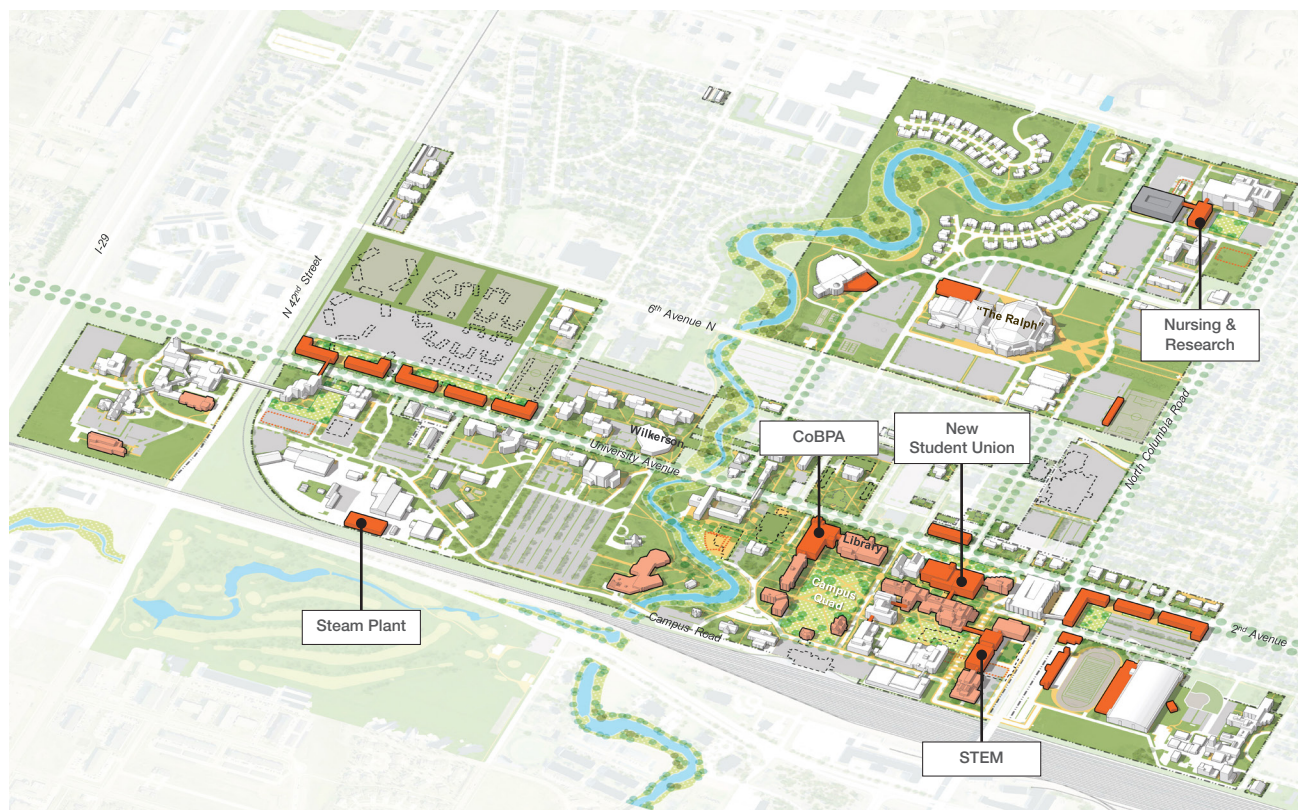 I-29
N 42nd Street
6th Avenue N
"The Ralph"
Nursing &
Research
North Columbia Road
Wilkerson
University Avenue
CoBPA
New
Student Union
Library
Campus
Quad
Steam Plant
Campus Road
2nd Avenue
STEM